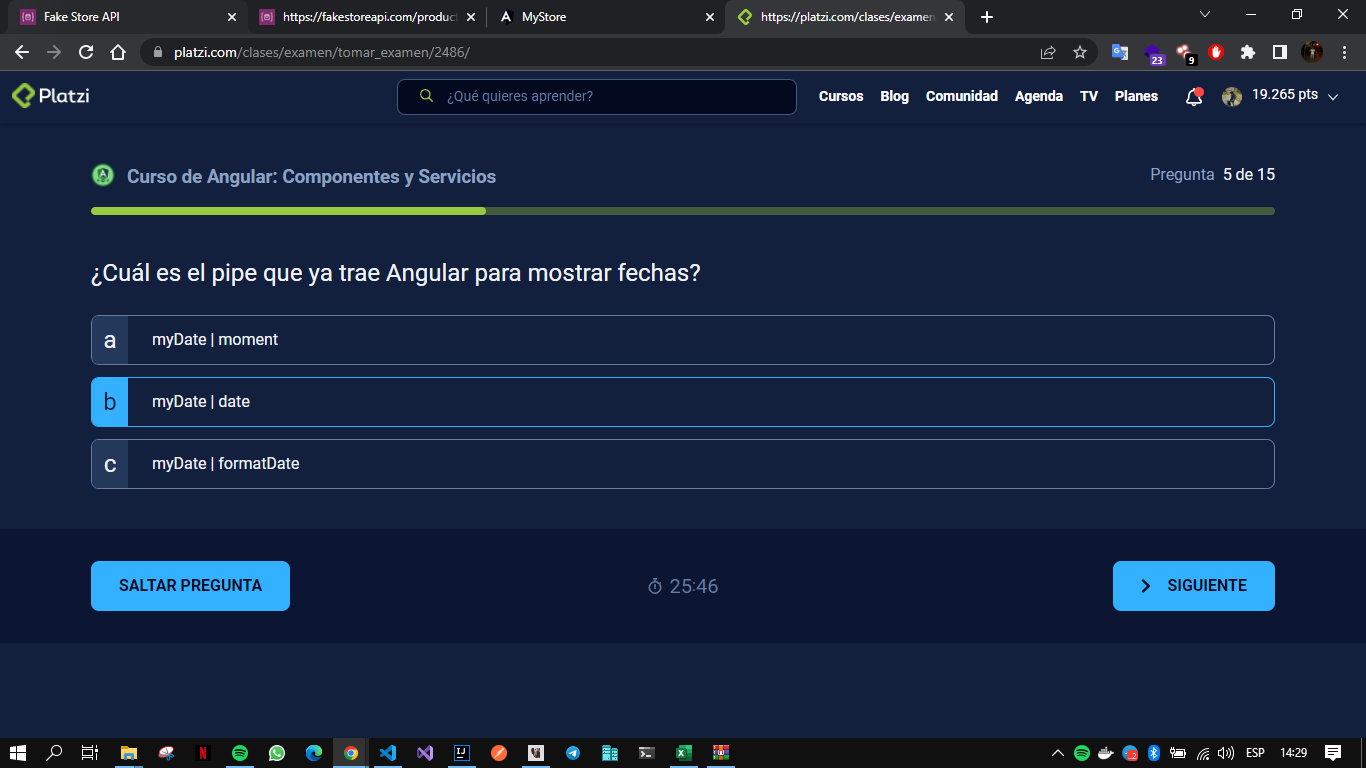 Fake Store API
https://fakestoreapi.com/product
MyStore
https://platzi.com/clases/examen
platzi.com/clases/examen/tomar_examen/2486/
23
9
Platzi
¿Qué quieres aprender?
Cursos
Blog
Comunidad
Agenda
TV
Planes
19.265 pts
Curso de Angular: Componentes y Servicios
Pregunta 5 de 15
¿Cuál es el pipe que ya trae Angular para mostrar fechas?
a myDate | moment
b myDate | date
c myDate | formatDate
SALTAR PREGUNTA
25:46
SIGUIENTE
ESP
14:29